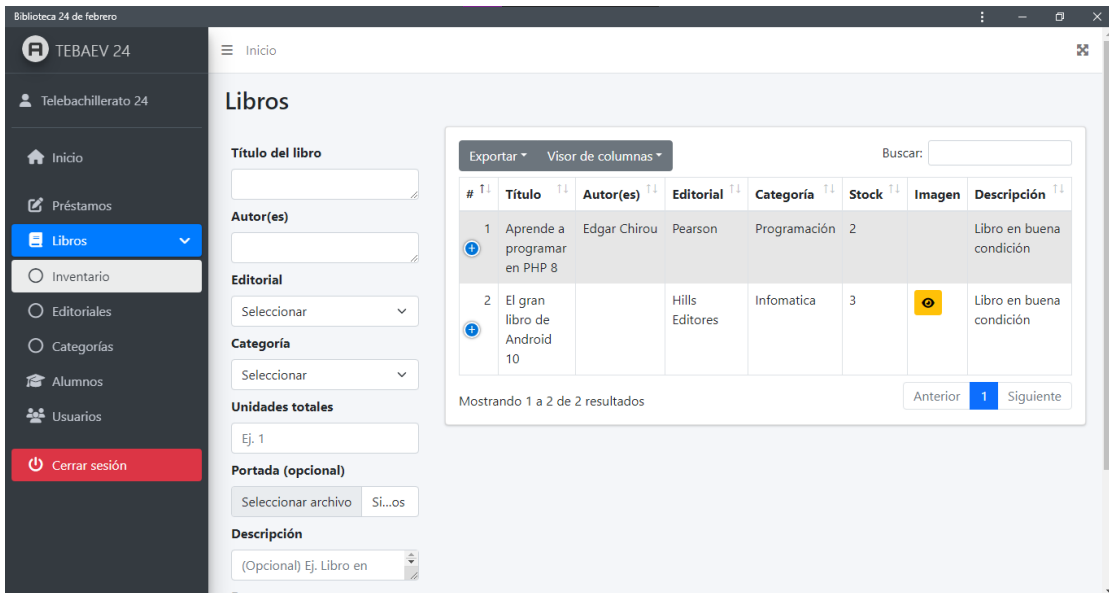 Biblioteca 24 de febrero
TEBAEV 24
Inicio
Telebachillerato 24
Inicio
Préstamos
Libros
Inventario
Editoriales
Categorías
Alumnos
Usuarios
Cerrar sesión
Libros
Título del libro
Autor(es)
Editorial
Seleccionar
Categoría
Seleccionar
Unidades totales
Ej. 1
Portada (opcional)
Seleccionar archivo Si...os
Descripción
(Opcional) Ej. Libro en
Exportar Visor de columnas Buscar:
# Título Autor(es) Editorial Categoría Stock Imagen Descripción
1 Aprende a Edgar Chirou Pearson Programación 2 Libro en buena
programar condición
en PHP 8
2 El gran Hills Infomatica 3 Libro en buena
libro de Editores condición
Android
10
Mostrando 1 a 2 de 2 resultados Anterior 1 Siguiente